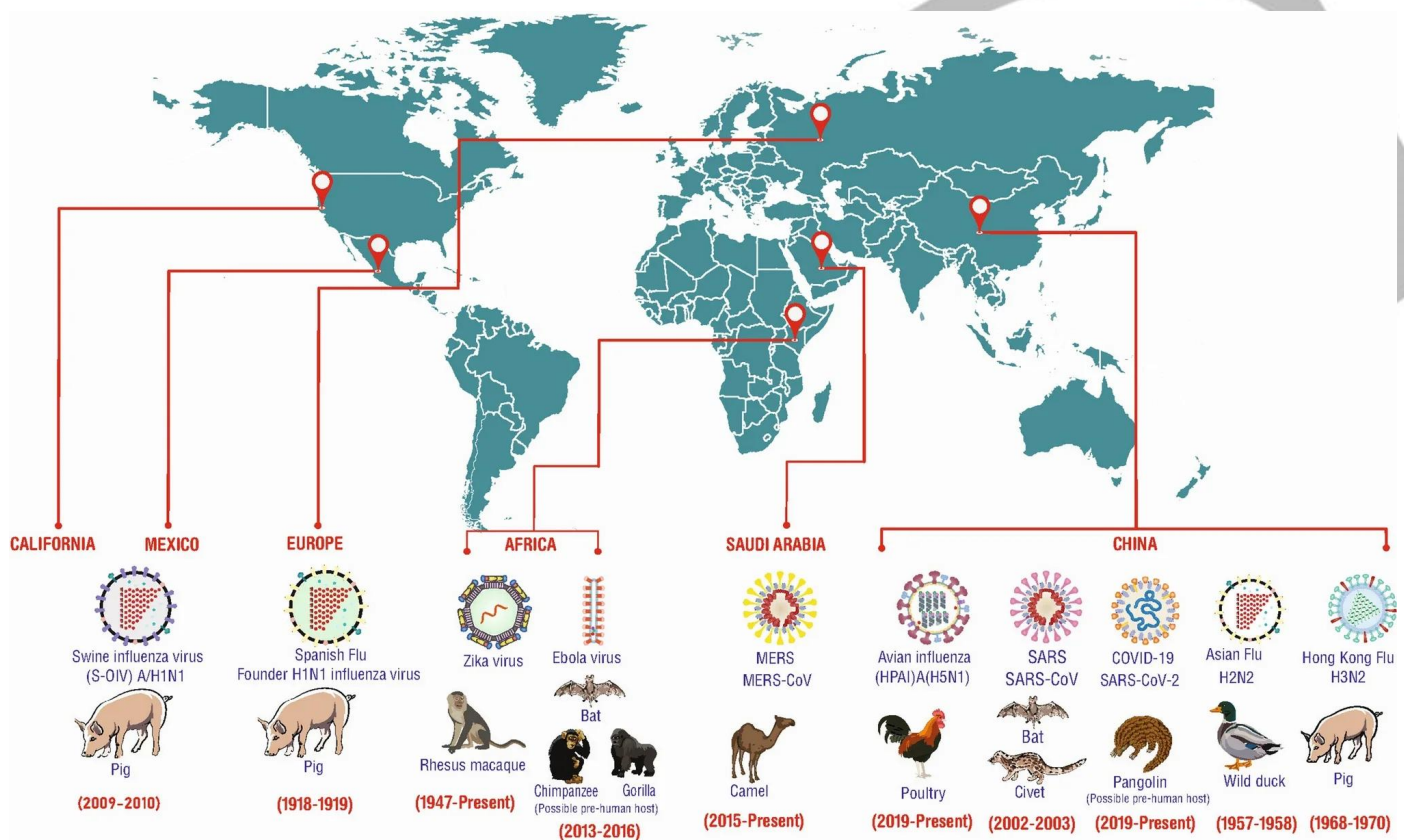 CALIFORNIA
MEXICO
EUROPE
AFRICA
SAUDI ARABIA
CHINA
Swine influenza virus
(S-OIV) A/H1N1
Pig
(2009-2010)
Spanish Flu
Founder H1N1 influenza virus
Pig
(1918-1919)
Zika virus
Rhesus macaque
(1947-Present)
Ebola virus
Bat
Chimpanzee
Gorilla
(Possible pre-human host)
(2013-2016)
MERS
MERS-CoV
Camel
(2015-Present)
Avian influenza
(HPAI)A(H5N1)
Poultry
(2019-Present)
SARS
SARS-CoV
Bat
Civet
(2002-2003)
COVID-19
SARS-CoV-2
Pangolin
(Possible pre-human host)
(2019-Present)
Asian Flu
H2N2
Wild duck
(1957-1958)
Hong Kong Flu
H3N2
Pig
(1968-1970)